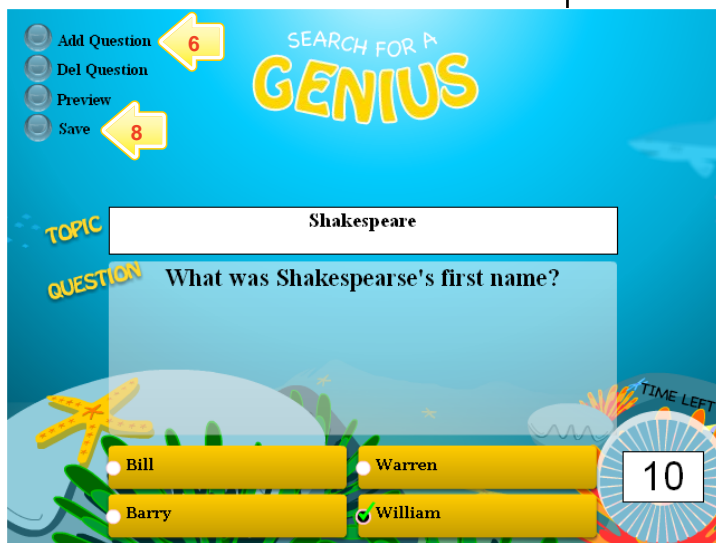 Add Question 6
Del Question
Preview
Save 8
SEARCH FOR A
GENIUS
TOPIC
Shakespeare
QUESTION
What was Shakespearse's first name?
TIME LEFT
10
Bill
Warren
Barry
William